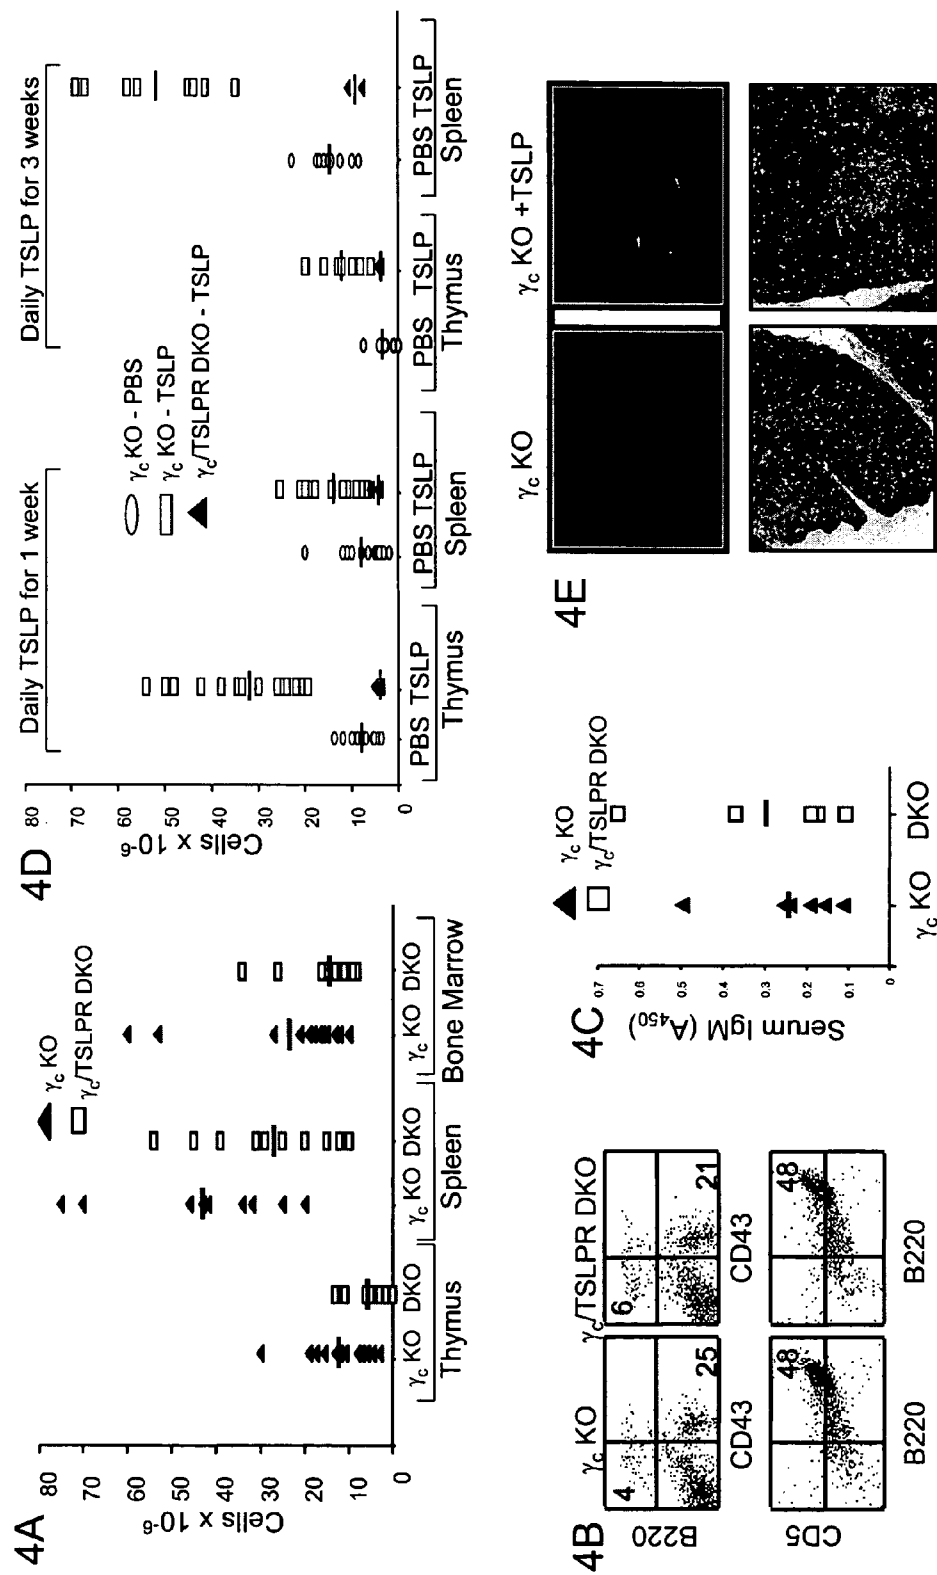 4A
Cells x 10-6
80
70
60
50
40
30
20
10
0
γc KO
γc/TSLPR DKO
γc KO DKO
Thymus
γc KO DKO
Spleen
γc KO DKO
Bone Marrow
4B
γc KO
γc/TSLPR DKO
B220
4
25
6
21
CD43
CD43
CD5
48
48
B220
B220
4C
Serum IgM (A450)
0.7
0.6
0.5
0.4
0.3
0.2
0.1
0
γc KO
γc/TSLPR DKO
γc KO
DKO
4D
Cells x 10-6
80
70
60
50
40
30
20
10
0
Daily TSLP for 1 week
Daily TSLP for 3 weeks
γc KO - PBS
γc KO - TSLP
γc/TSLPR DKO - TSLP
PBS TSLP
Thymus
PBS TSLP
Spleen
PBS TSLP
Thymus
PBS TSLP
Spleen
4E
γc KO
γc KO +TSLP